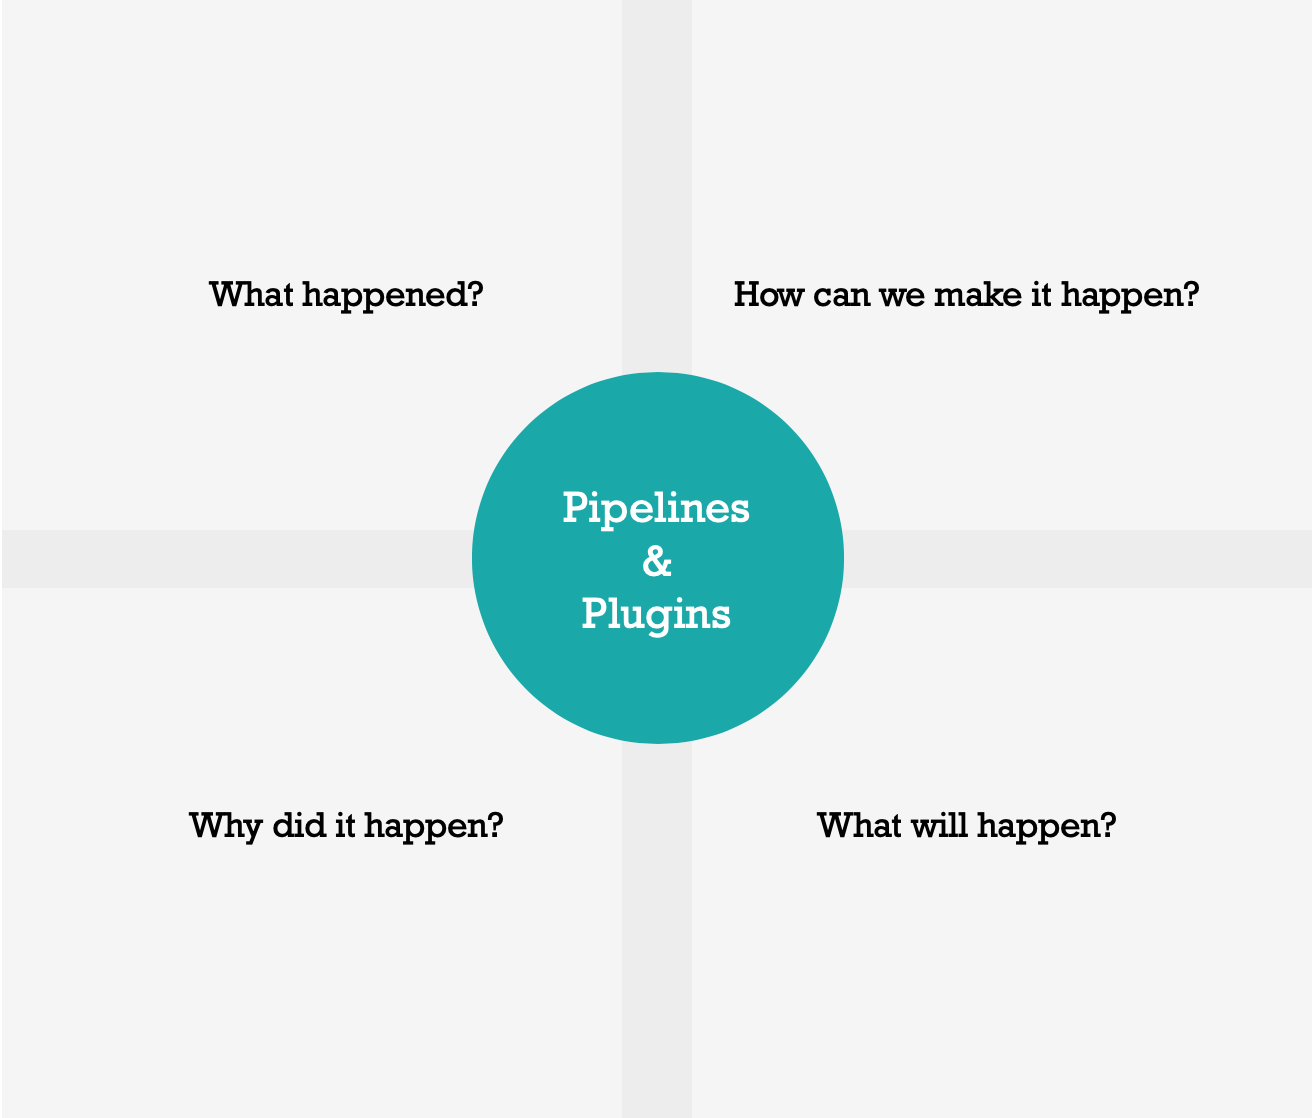 What happened?
How can we make it happen?
Pipelines
&
Plugins
Why did it happen?
What will happen?